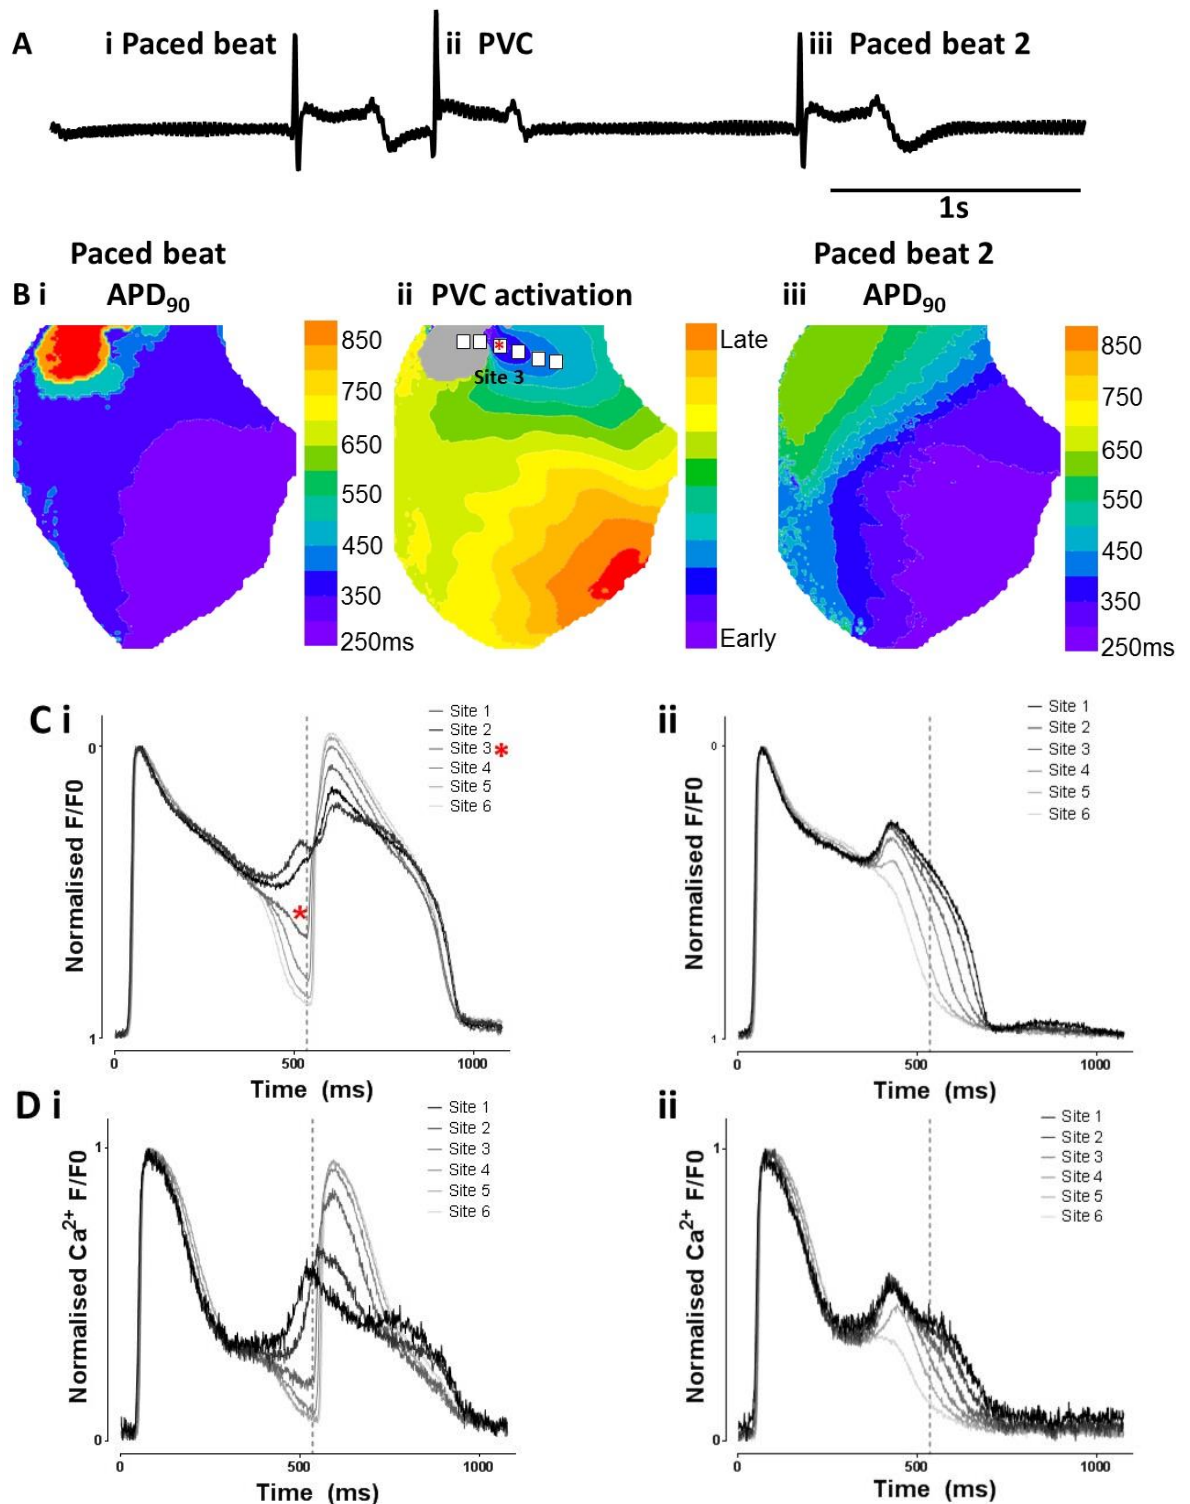 A
i Paced beat
ii PVC
iii Paced beat 2
1s
Paced beat
B i APD90
850
750
650
550
450
350
250ms
ii PVC activation
Site 3
*
Late
Early
Paced beat 2
iii APD90
850
750
650
550
450
350
250ms
C i
Normalised F/F0
0
1
Site 1
Site 2
Site 3 *
Site 4
Site 5
Site 6
*
0 500 1000
Time (ms)
ii
Normalised F/F0
0
1
Site 1
Site 2
Site 3
Site 4
Site 5
Site 6
0 500 1000
Time (ms)
D i
Normalised Ca2+ F/F0
1
0
Site 1
Site 2
Site 3
Site 4
Site 5
Site 6
0 500 1000
Time (ms)
ii
Normalised Ca2+ F/F0
1
0
Site 1
Site 2
Site 3
Site 4
Site 5
Site 6
0 500 1000
Time (ms)